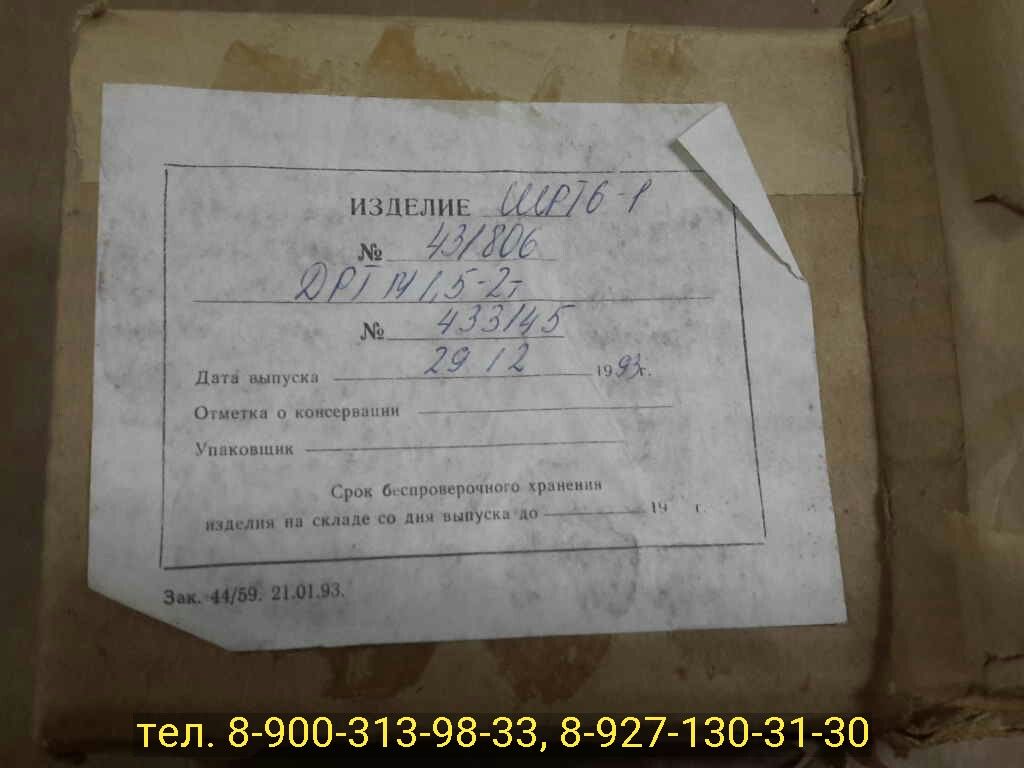 ИЗДЕЛИЕ ШРТ6-1
№ 431806
ДРТМ 1,5-2т
№ 433145
Дата выпуска 29 12 1993г.
Отметка о консервации
Упаковщик
Срок беспроверочного хранения
изделия на складе со дня выпуска до 19 г.
Зак. 44/59. 21.01.93.
тел. 8-900-313-98-33, 8-927-130-31-30